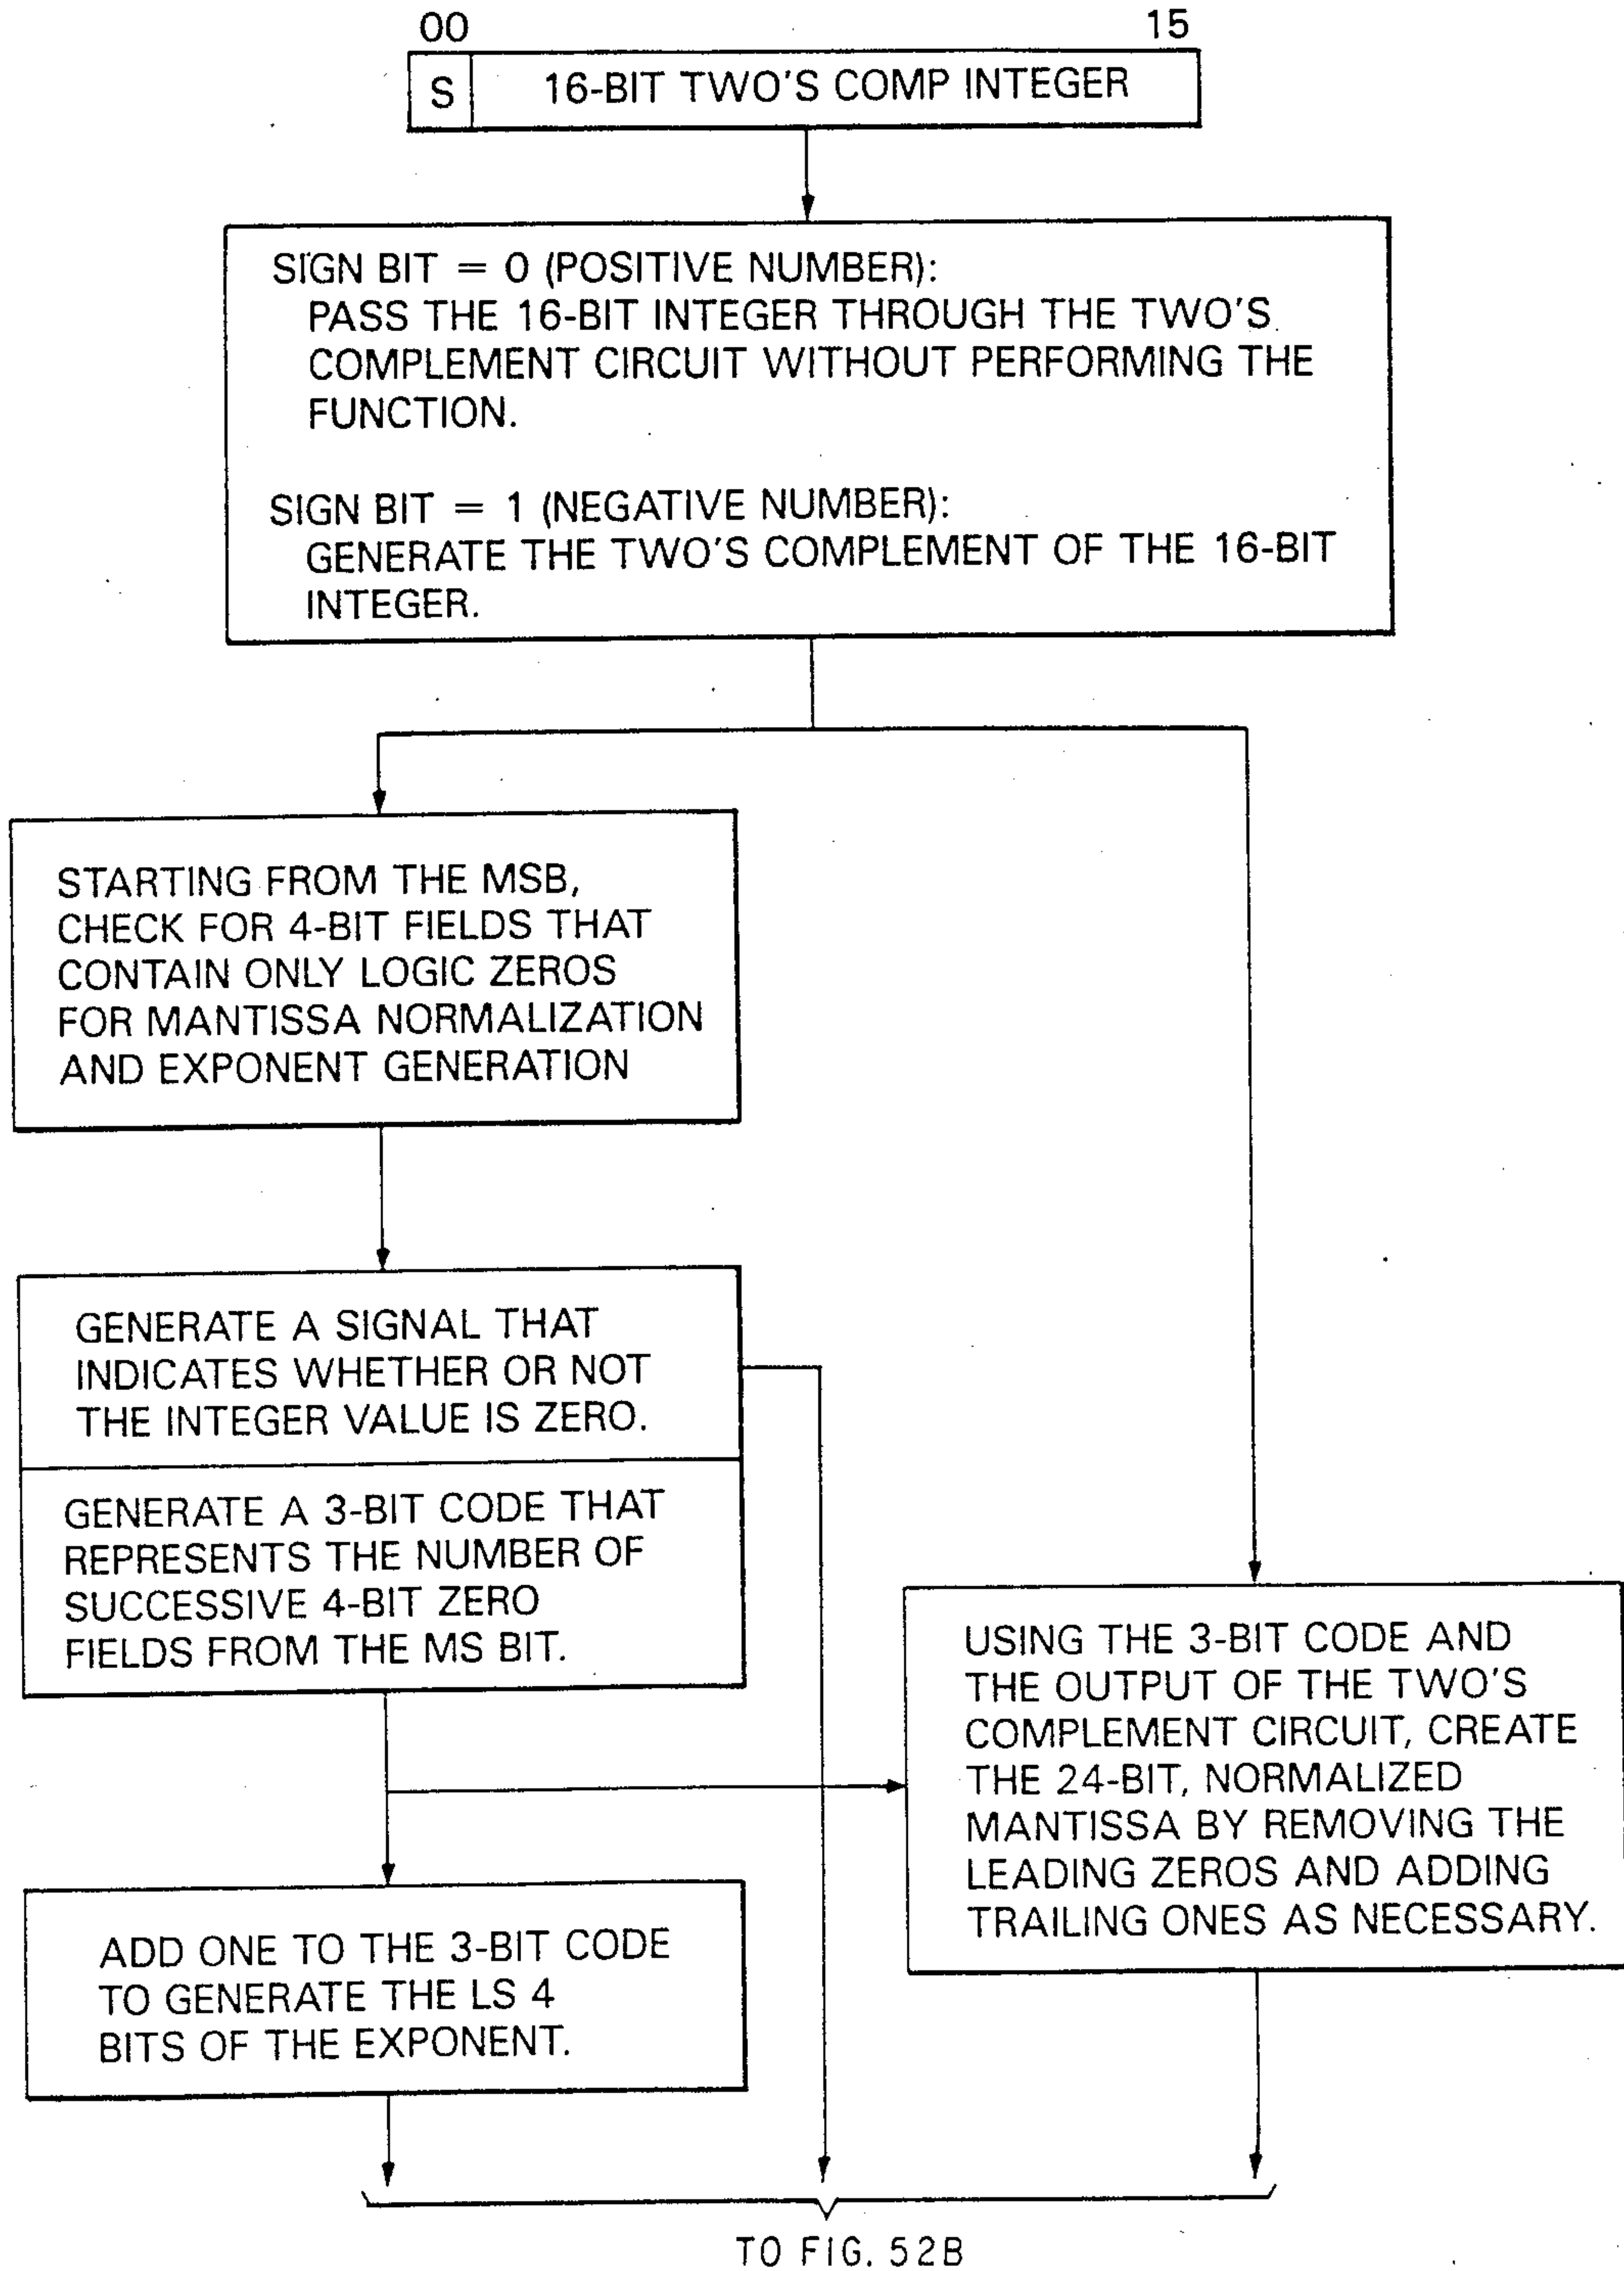 00 15
S 16-BIT TWO'S COMP INTEGER
SIGN BIT = 0 (POSITIVE NUMBER):
PASS THE 16-BIT INTEGER THROUGH THE TWO'S
COMPLEMENT CIRCUIT WITHOUT PERFORMING THE
FUNCTION.
SIGN BIT = 1 (NEGATIVE NUMBER):
GENERATE THE TWO'S COMPLEMENT OF THE 16-BIT
INTEGER.
STARTING FROM THE MSB,
CHECK FOR 4-BIT FIELDS THAT
CONTAIN ONLY LOGIC ZEROS
FOR MANTISSA NORMALIZATION
AND EXPONENT GENERATION
GENERATE A SIGNAL THAT
INDICATES WHETHER OR NOT
THE INTEGER VALUE IS ZERO.
GENERATE A 3-BIT CODE THAT
REPRESENTS THE NUMBER OF
SUCCESSIVE 4-BIT ZERO
FIELDS FROM THE MS BIT.
USING THE 3-BIT CODE AND
THE OUTPUT OF THE TWO'S
COMPLEMENT CIRCUIT, CREATE
THE 24-BIT, NORMALIZED
MANTISSA BY REMOVING THE
LEADING ZEROS AND ADDING
TRAILING ONES AS NECESSARY.
ADD ONE TO THE 3-BIT CODE
TO GENERATE THE LS 4
BITS OF THE EXPONENT.
TO FIG. 52B